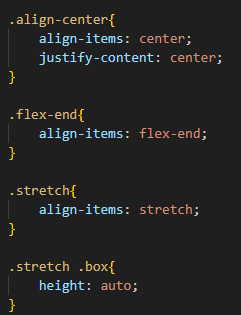 .align-center{
    align-items: center;
    justify-content: center;
}

.flex-end{
    align-items: flex-end;
}

.stretch{
    align-items: stretch;
}

.stretch .box{
    height: auto;
}